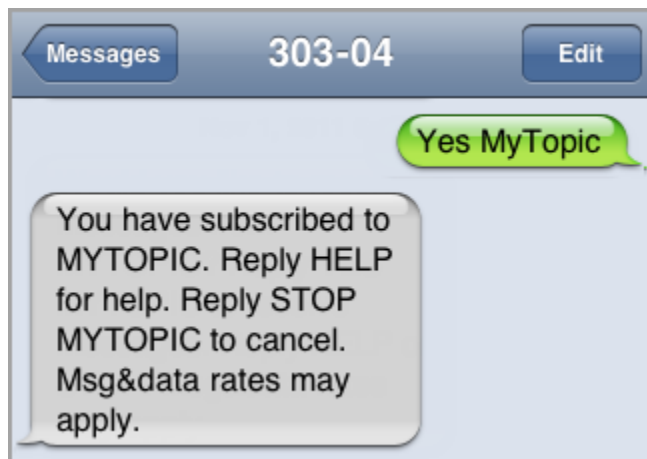 Messages 303-04 Edit
Yes MyTopic
You have subscribed to
MYTOPIC. Reply HELP
for help. Reply STOP
MYTOPIC to cancel.
Msg&data rates may
apply.